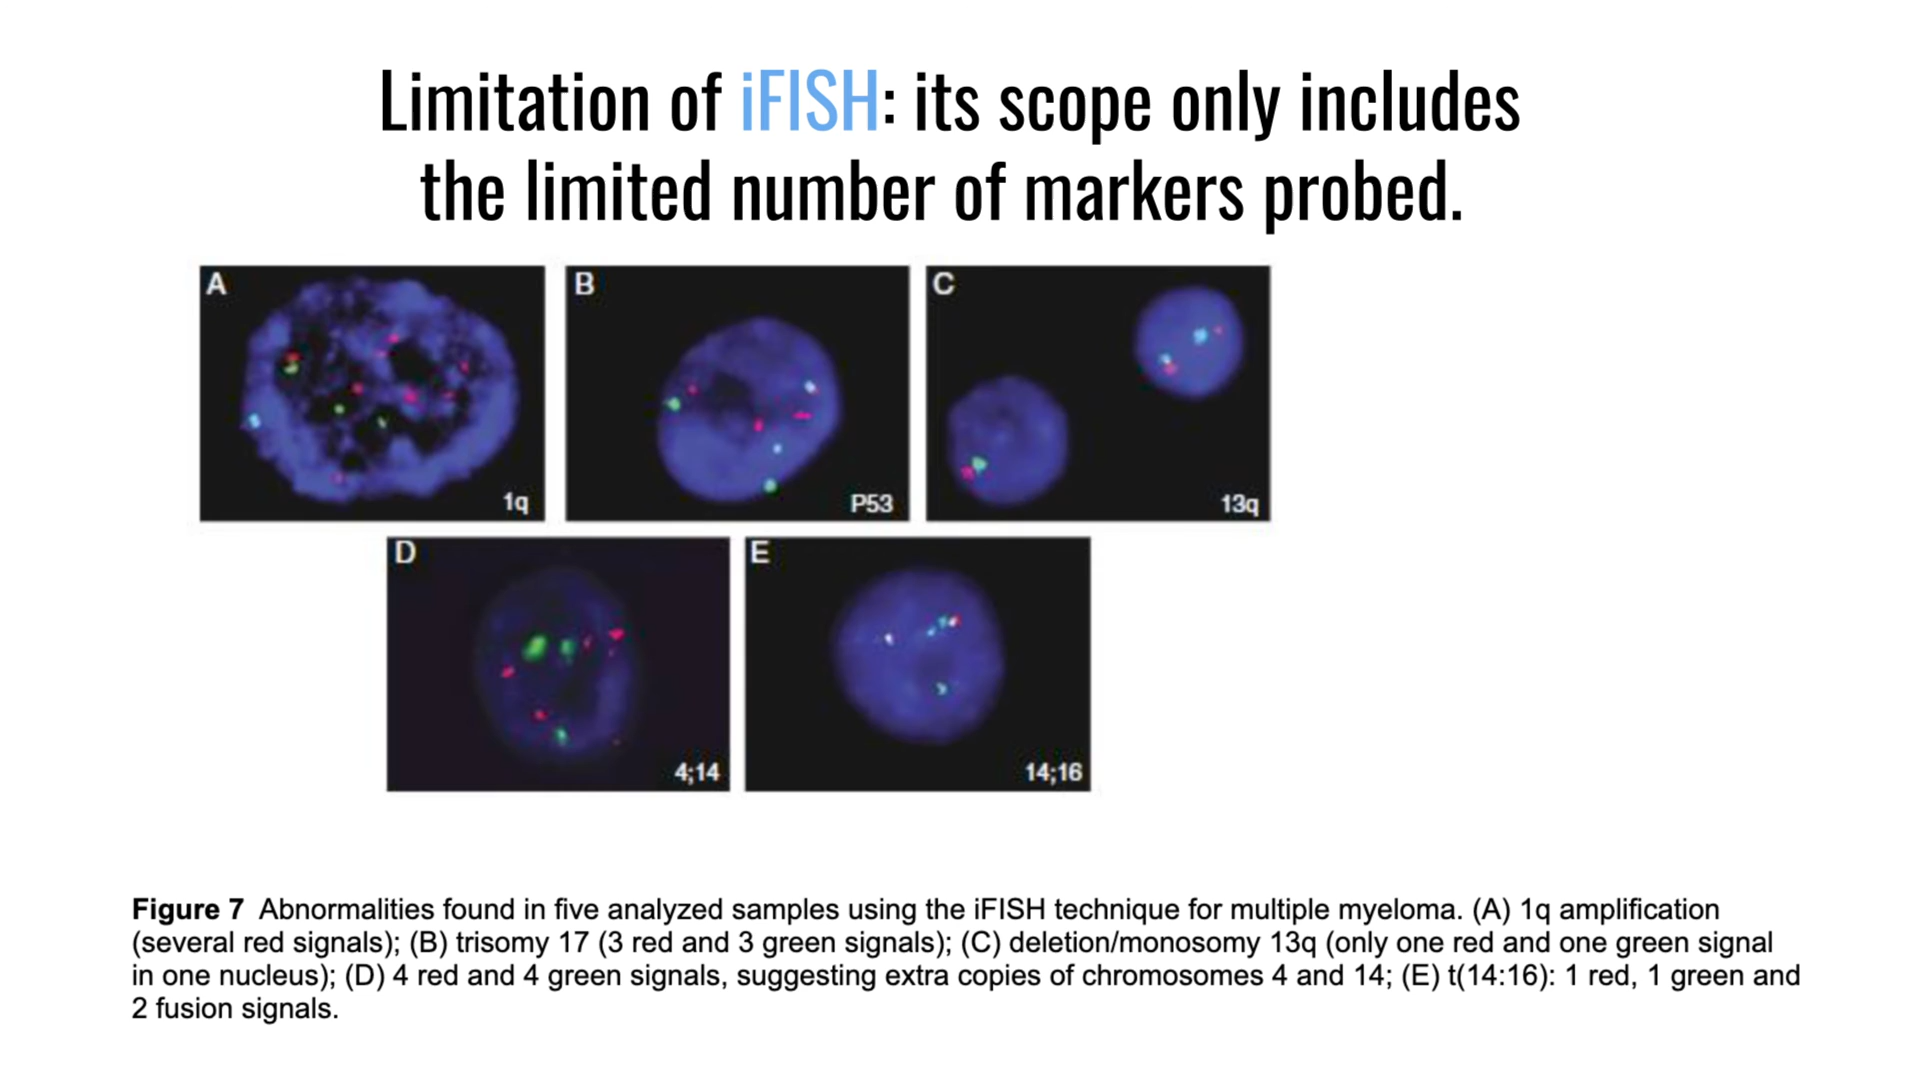 Limitation of iFISH: its scope only includes
the limited number of markers probed.
A
1q
B
P53
C
13q
D
4;14
E
14;16
Figure 7 Abnormalities found in five analyzed samples using the iFISH technique for multiple myeloma. (A) 1q amplification
(several red signals); (B) trisomy 17 (3 red and 3 green signals); (C) deletion/monosomy 13q (only one red and one green signal
in one nucleus); (D) 4 red and 4 green signals, suggesting extra copies of chromosomes 4 and 14; (E) t(14:16): 1 red, 1 green and
2 fusion signals.